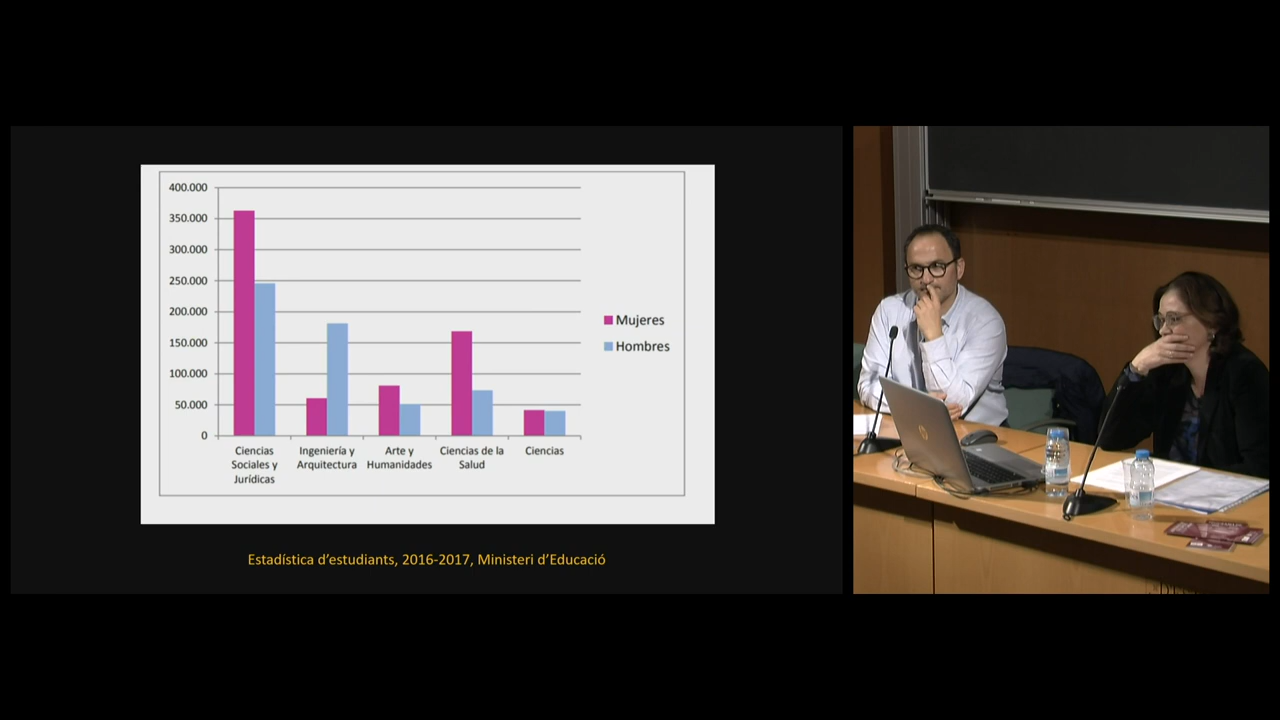 400.000
350.000
300.000
250.000
200.000
150.000
100.000
50.000
0
Ciencias
Sociales y
Jurídicas
Ingeniería y
Arquitectura
Arte y
Humanidades
Ciencias de la
Salud
Ciencias
Mujeres
Hombres
Estadística d'estudiants, 2016-2017, Ministeri d'Educació